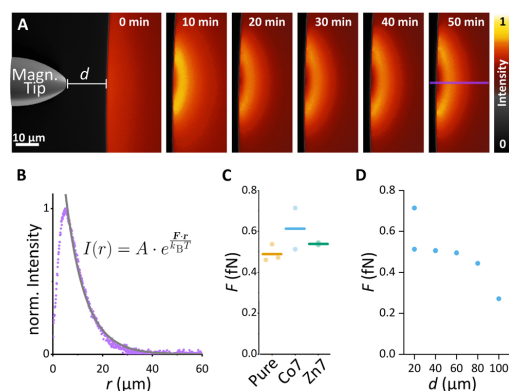 A
0 min
10 min
20 min
30 min
40 min
50 min
Magn.
Tip
d
10 µm
1
Intensity
0
B
norm. Intensity
1
0
I(r) = A · e^{F·r / k_B T}
0
20
40
60
r (µm)
C
F (fN)
0.8
0.6
0.4
0.2
0.0
Pure
Co7
Zn7
D
F (fN)
0.8
0.6
0.4
0.2
0.0
20
40
60
80
100
d (µm)